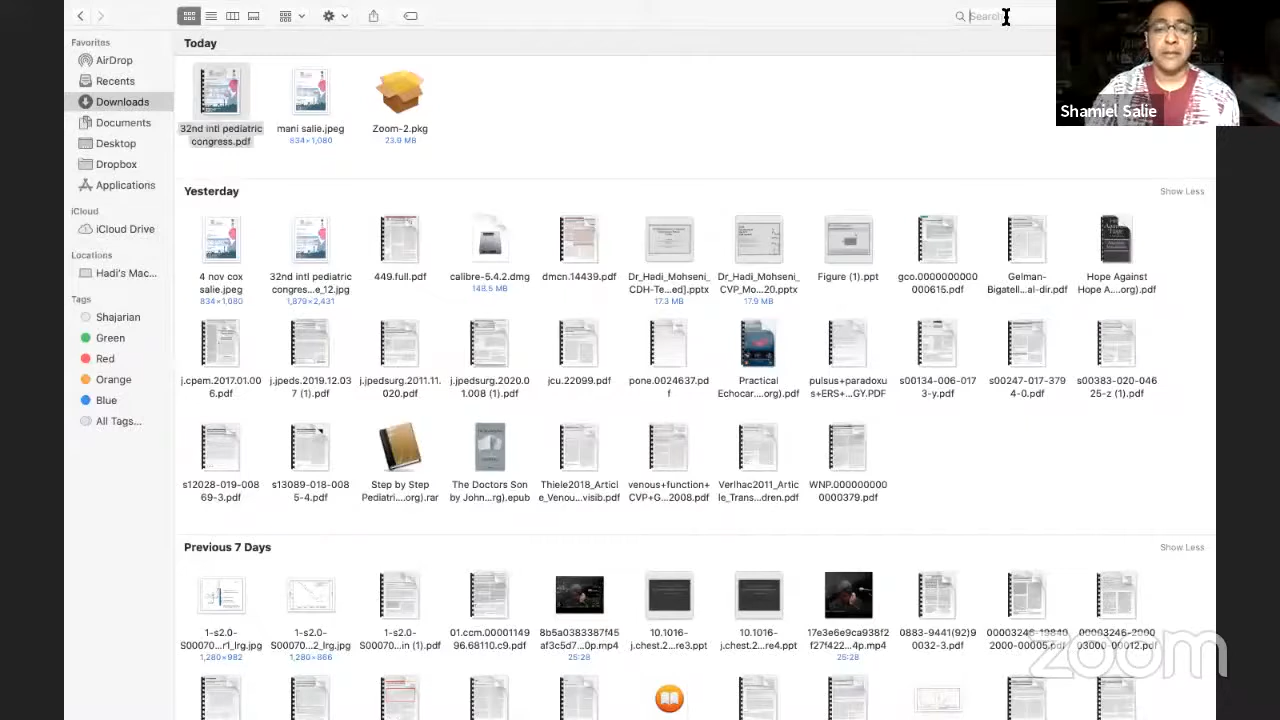 Search
Shamiel Salie
Favorites
AirDrop
Recents
Downloads
Documents
Desktop
Dropbox
Applications
iCloud
iCloud Drive
Locations
Hadi's Mac...
Tags
Shajarian
Green
Red
Orange
Blue
All Tags...
Today
32nd intl pediatric mani salie.jpeg Zoom-2.pkg
congress.pdf 834×1,080 23.9 MB
Yesterday Show Less
4 nov cox 32nd intl pediatric 449.full.pdf calibre-5.4.2.dmg dmcn.14439.pdf Dr_Hadi_Mohseni_ Dr_Hadi_Mohseni_ Figure (1).ppt gco.0000000000 Gelman- Hope Against
salie.jpeg congres...e_12.jpg 148.5 MB CDH-Te...ed].pptx CVP_Mo...20.pptx 000615.pdf Bigatell...al-dir.pdf Hope A....org).pdf
834×1,080 1,879×2,431 17.3 MB 17.9 MB
j.cpem.2017.01.00 j.jpeds.2019.12.03 j.jpedsurg.2011.11. j.jpedsurg.2020.0 jcu.22099.pdf pone.0024637.pd Practical pulsus+paradoxu s00134-006-017 s00247-017-379 s00383-020-046
6.pdf 7 (1).pdf 020.pdf 1.008 (1).pdf f Echocar....org).pdf s+ERS+...GY.PDF 3-y.pdf 4-0.pdf 25-z (1).pdf
s12028-019-008 s13089-018-008 Step by Step The Doctors Son Thiele2018_Articl venous+function+ Verlhac2011_Artic WNP.000000000
69-3.pdf 5-4.pdf Pediatri....org).rar by John...rg).epub e_Venou...visib.pdf CVP+G...2008.pdf le_Trans...dren.pdf 0000379.pdf
Previous 7 Days Show Less
1-s2.0- 1-s2.0- 1-s2.0- 01.ccm.00001149 8b5a0383387f45 10.1016- 10.1016- 17e3e6e9ca938f2 0883-9441(92)9
S00070...r1_lrg.jpg S00070...2_lrg.jpg S00070...in (1).pdf 96.68110.c9.pdf af3c5d7...0p.mp4 j.chest.2...re3.ppt j.chest.2...re4.ppt f27f422...4p.mp4 0032-3.pdf 2000-00005.pdf 03000-00012.pdf
1,280×982 1,280×866 25:28 25:28
zoom